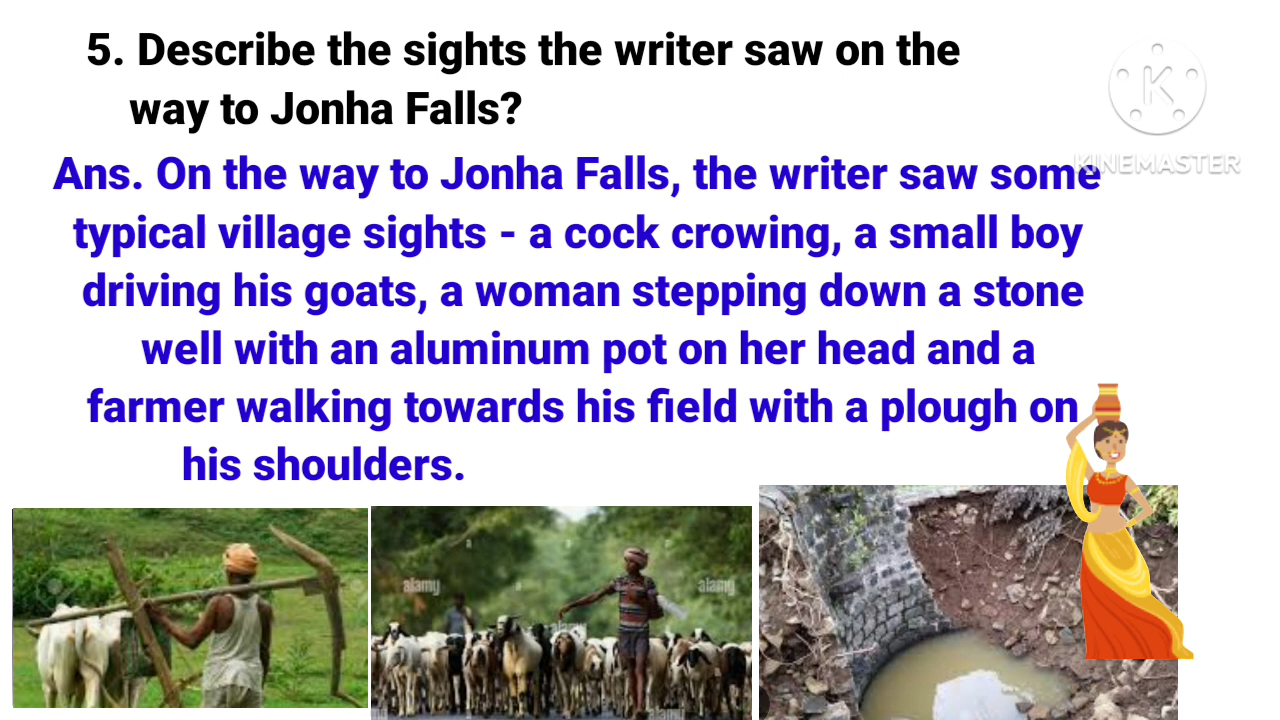 5. Describe the sights the writer saw on the
way to Jonha Falls?
K
KINEMASTER
Ans. On the way to Jonha Falls, the writer saw some
typical village sights - a cock crowing, a small boy
driving his goats, a woman stepping down a stone
well with an aluminum pot on her head and a
farmer walking towards his field with a plough on
his shoulders.
alamy
alamy
alamy
alamy
alamy